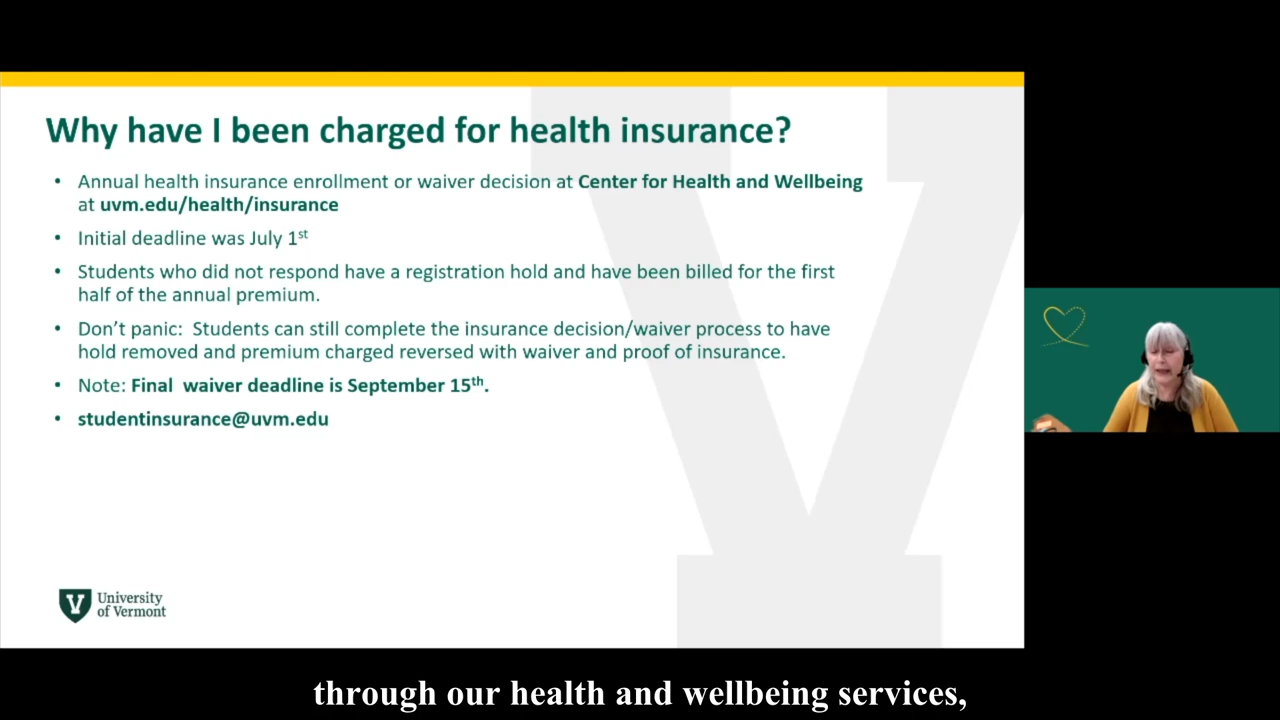 Why have I been charged for health insurance?
• Annual health insurance enrollment or waiver decision at Center for Health and Wellbeing
at uvm.edu/health/insurance
• Initial deadline was July 1st
• Students who did not respond have a registration hold and have been billed for the first
half of the annual premium.
• Don't panic:  Students can still complete the insurance decision/waiver process to have
hold removed and premium charged reversed with waiver and proof of insurance.
• Note: Final  waiver deadline is September 15th.
• studentinsurance@uvm.edu
V University
of Vermont
through our health and wellbeing services,